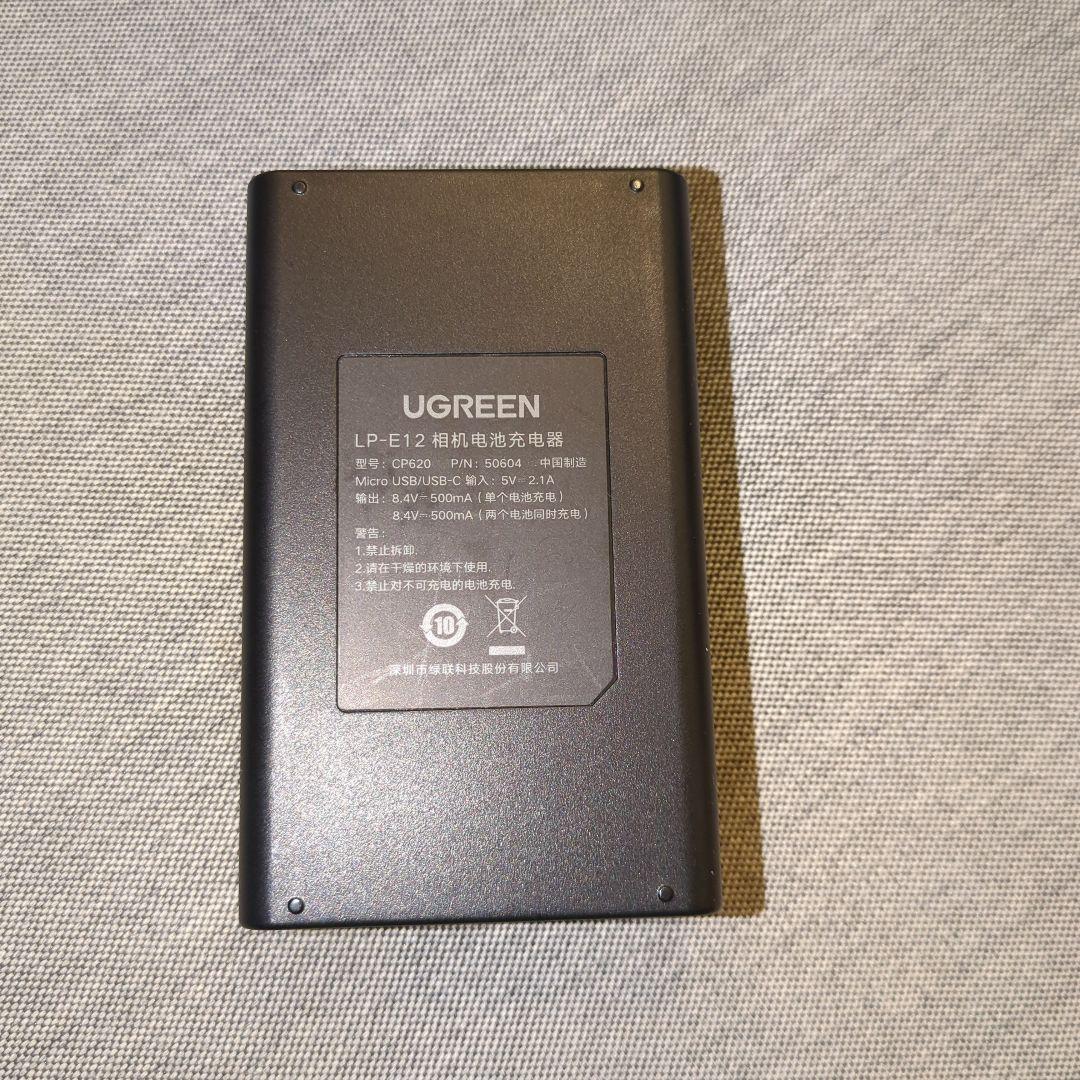 UGREEN
LP-E12 相机电池充电器
型号: CP620 P/N: 50604 中国制造
Micro USB/USB-C 输入: 5V⎓2.1A
输出: 8.4V⎓500mA（单个电池充电）
8.4V⎓500mA（两个电池同时充电）
警告:
1.禁止拆卸.
2.请在干燥的环境下使用.
3.禁止对不可充电的电池充电.
10
深圳市绿联科技股份有限公司